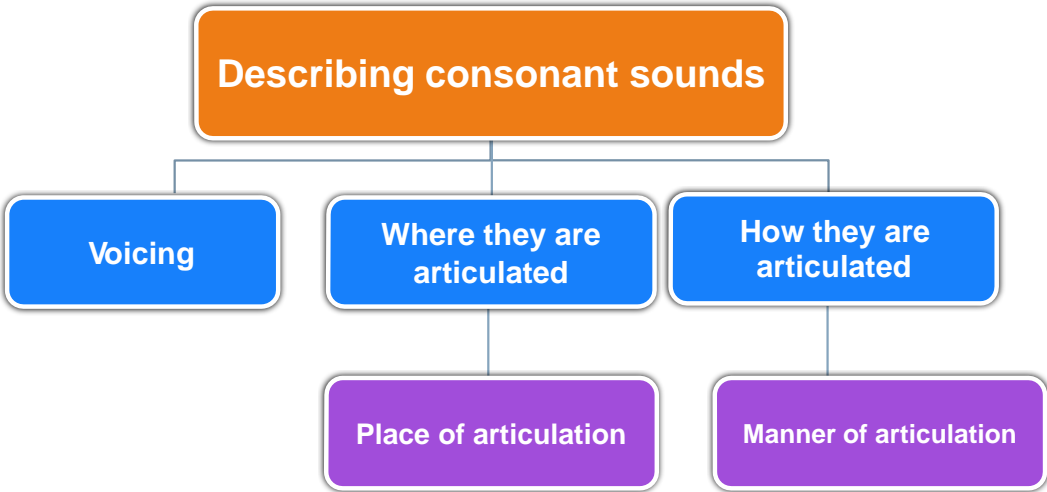 Describing consonant sounds
Voicing
Where they are
articulated
How they are
articulated
Place of articulation
Manner of articulation